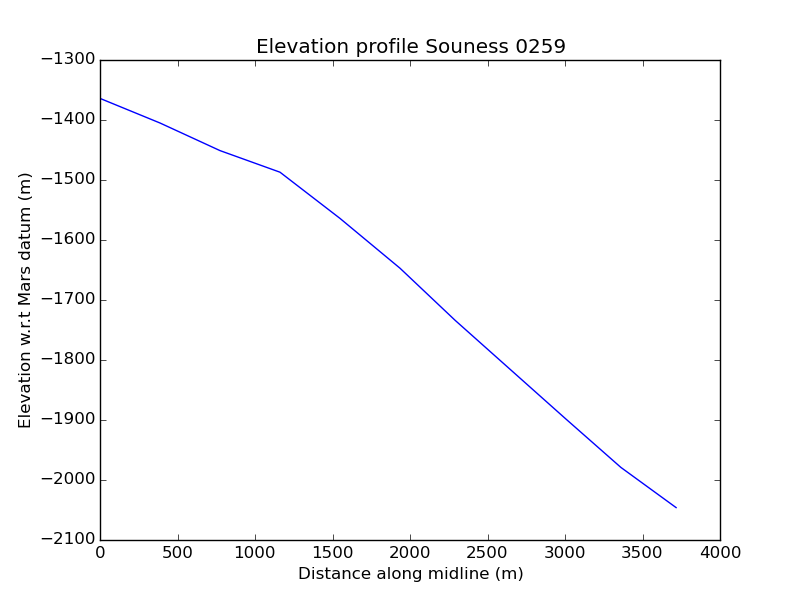 Elevation profile Souness 0259
Elevation w.r.t Mars datum (m)
−1300
−1400
−1500
−1600
−1700
−1800
−1900
−2000
−2100
0 500 1000 1500 2000 2500 3000 3500 4000
Distance along midline (m)